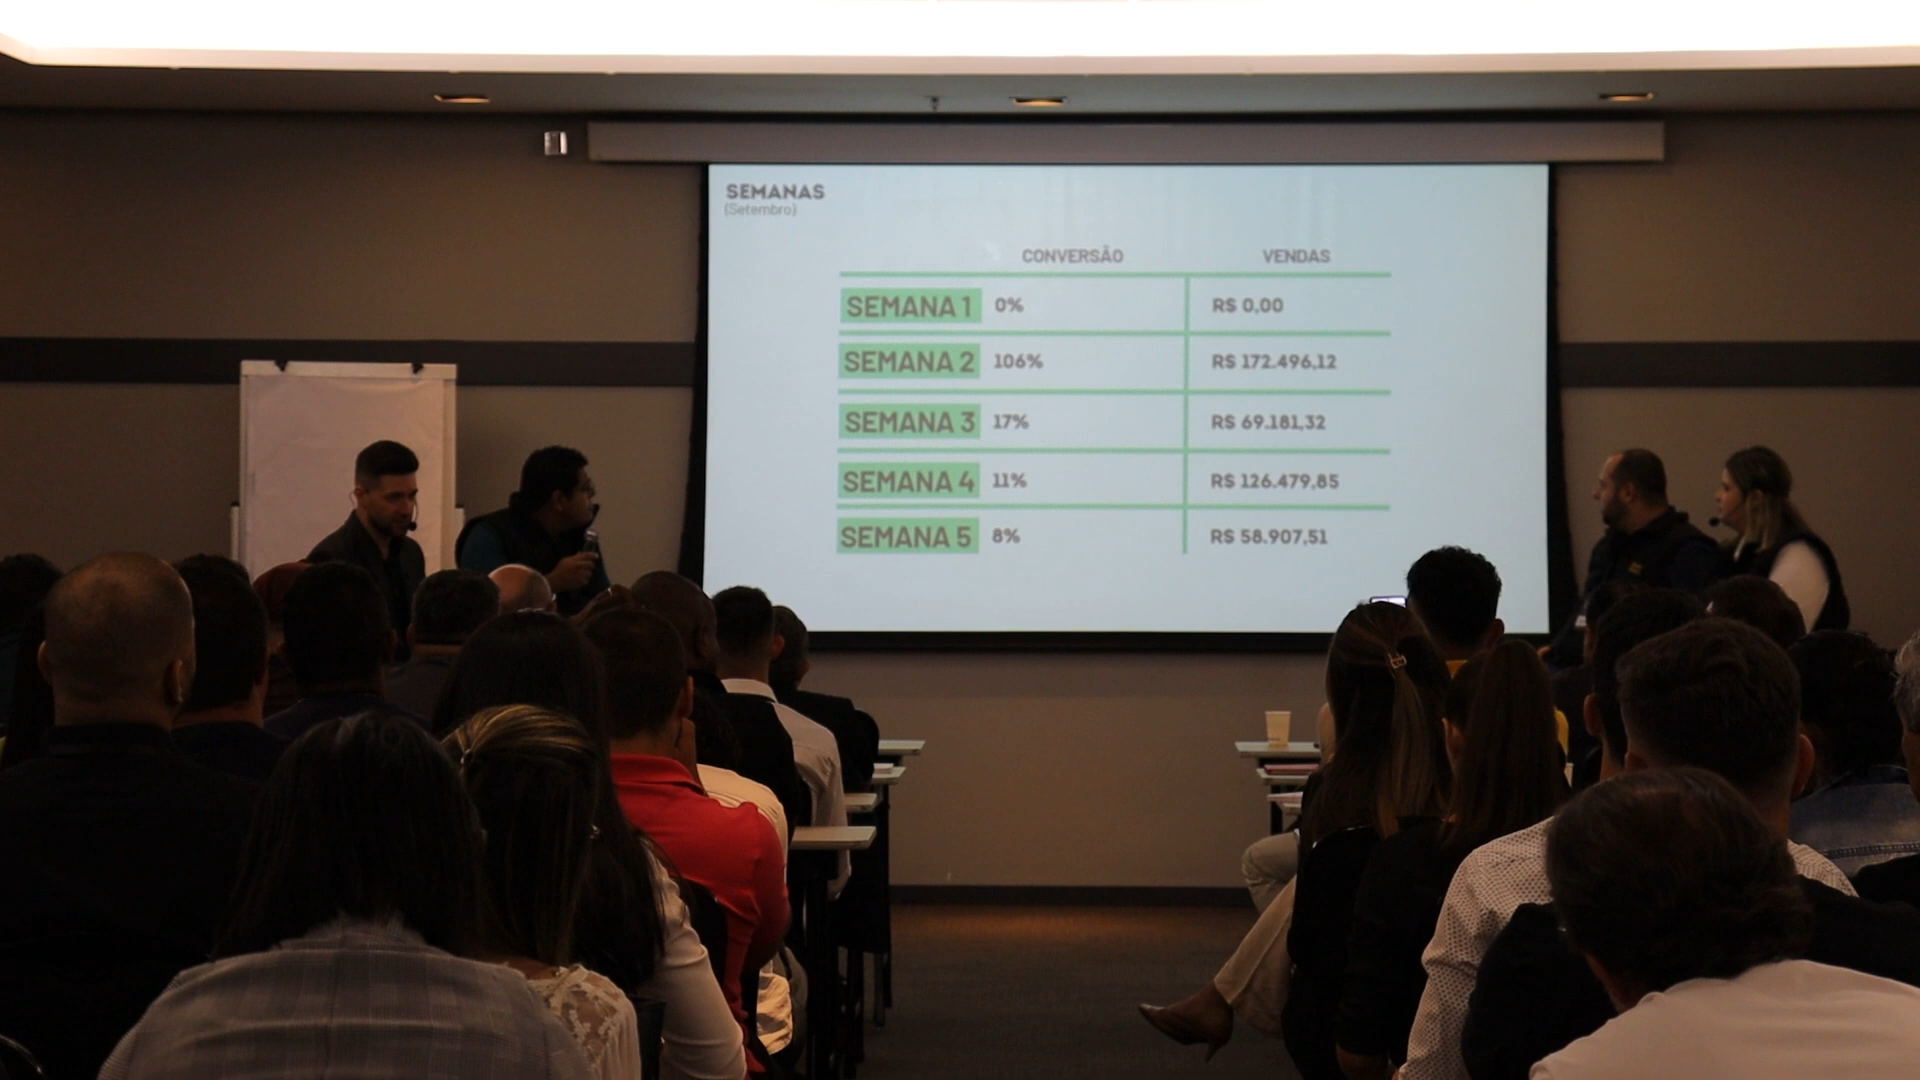 SEMANAS
(Setembro)
CONVERSÃO VENDAS
SEMANA 1 0% R$ 0,00
SEMANA 2 106% R$ 172.496,12
SEMANA 3 17% R$ 69.181,32
SEMANA 4 11% R$ 126.479,85
SEMANA 5 8% R$ 58.907,51